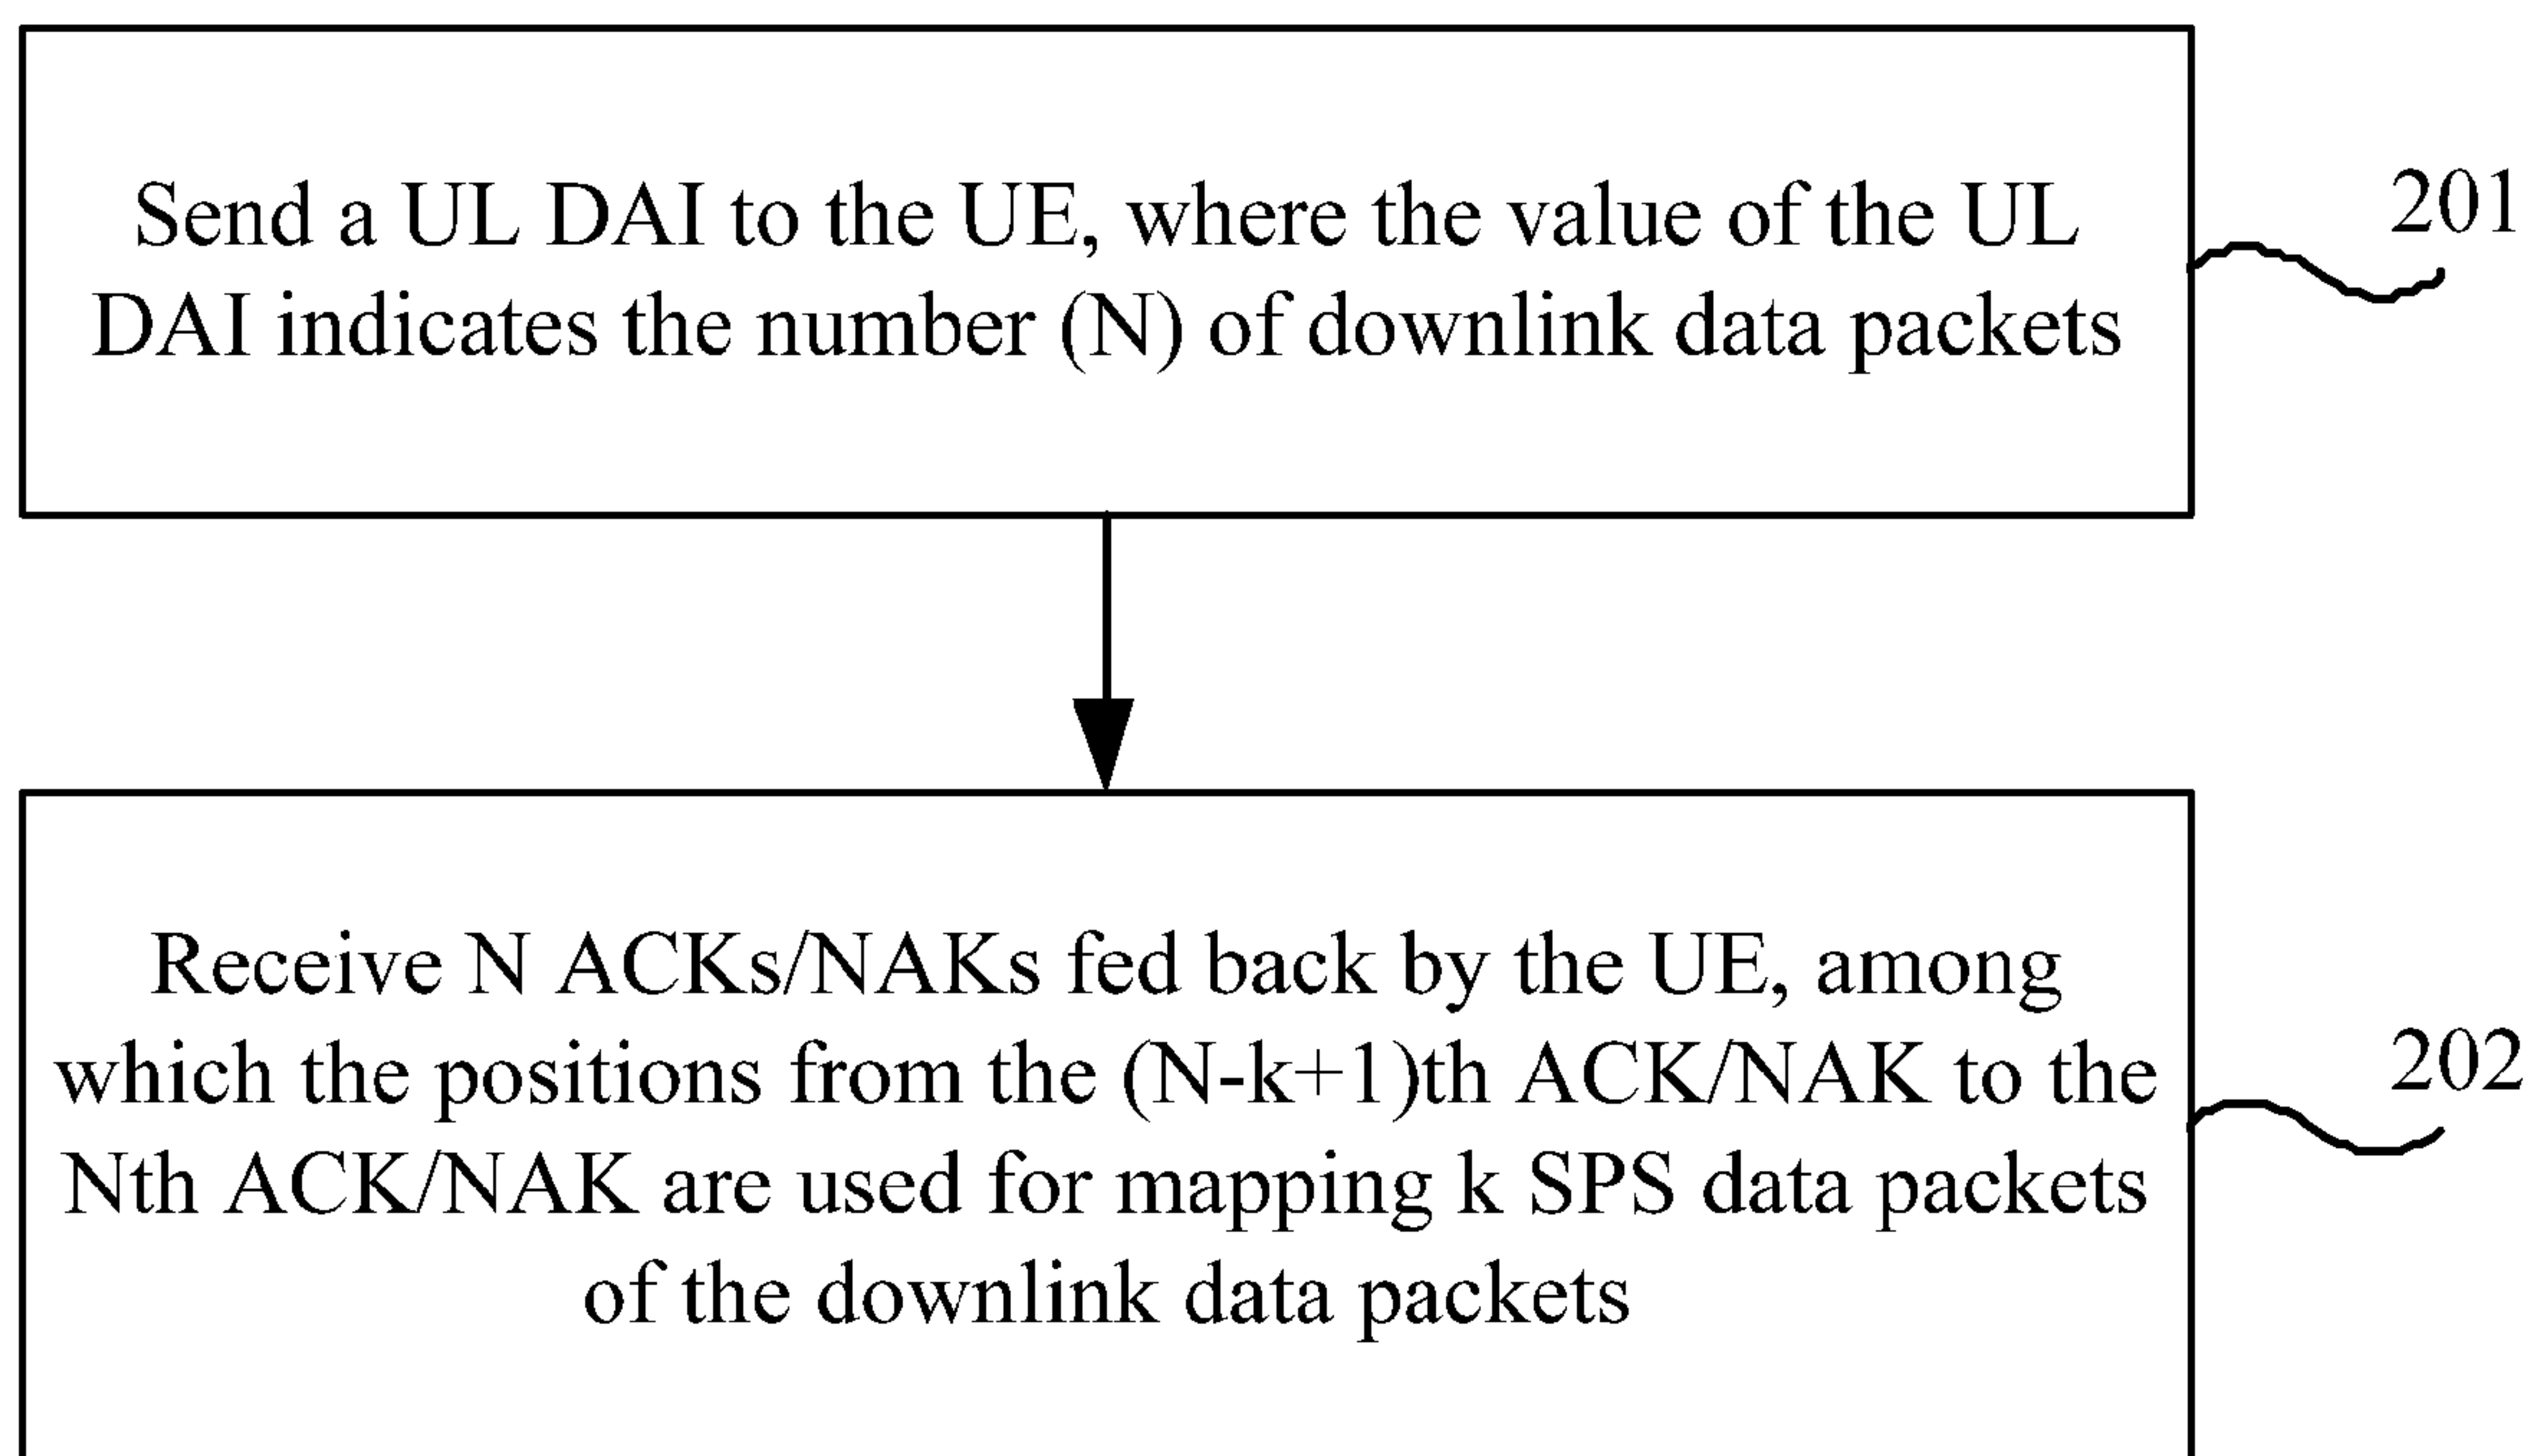 Send a UL DAI to the UE, where the value of the UL
DAI indicates the number (N) of downlink data packets
201
Receive N ACKs/NAKs fed back by the UE, among
which the positions from the (N-k+1)th ACK/NAK to the
Nth ACK/NAK are used for mapping k SPS data packets
of the downlink data packets
202